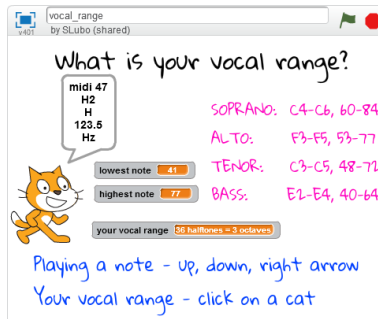 vocal_range
by SLubo (shared)
v401
What is your vocal range?
midi 47
H2
H
123.5
Hz
SOPRANO: C4-C6, 60-84
ALTO: F3-F5, 53-77
TENOR: C3-C5, 48-72
BASS: E2-E4, 40-64
lowest note 41
highest note 77
your vocal range 36 halftones = 3 octaves
Playing a note - up, down, right arrow
Your vocal range - click on a cat